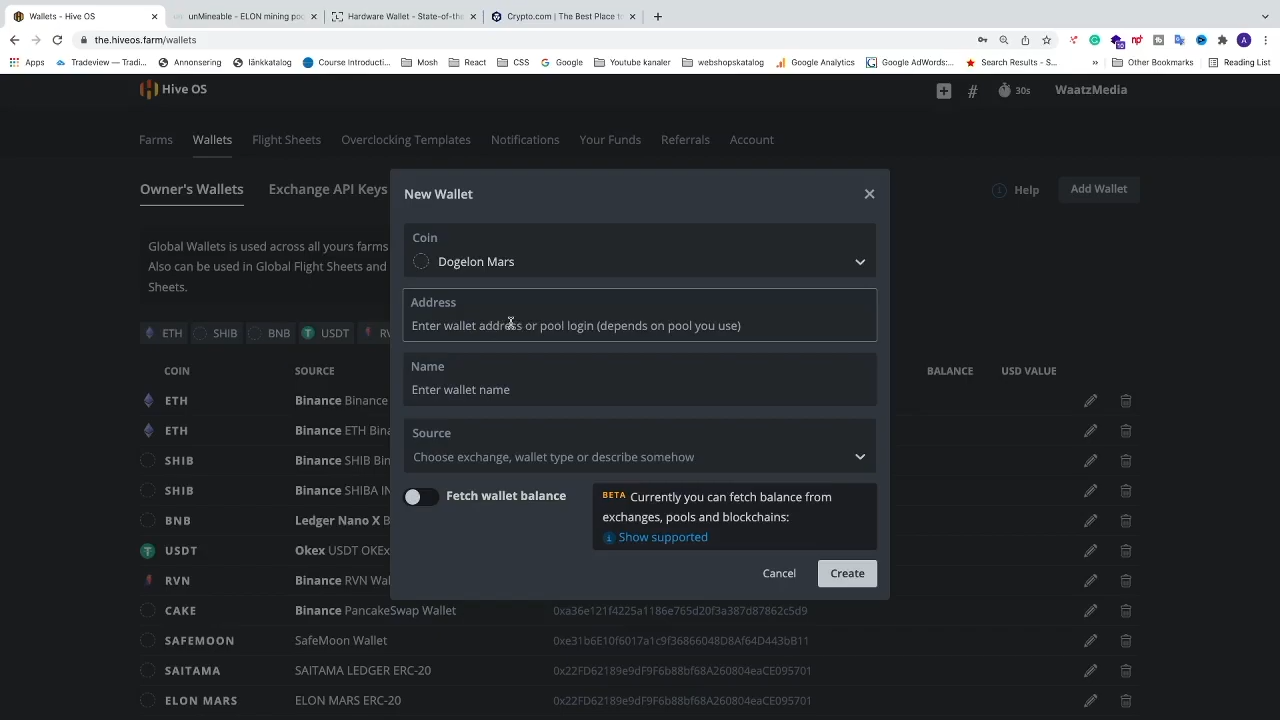 Wallets - Hive OS
unMineable - ELON mining poo
Hardware Wallet - State-of-th
Crypto.com | The Best Place t
the.hiveos.farm/wallets
Apps Tradeview – Tradi... Annonsering länkkatalog Course Introducti... Mosh React CSS Google Youtube kanaler webshopskatalog Google Analytics Google AdWords:... Search Results - S... » Other Bookmarks Reading List
Hive OS
30s WaatzMedia
Farms Wallets Flight Sheets Overclocking Templates Notifications Your Funds Referrals Account
Owner's Wallets Exchange API Keys Help Add Wallet
Global Wallets is used across all yours farms
Also can be used in Global Flight Sheets and
Sheets.
ETH SHIB BNB USDT RV
COIN SOURCE BALANCE USD VALUE
ETH Binance Binance
ETH Binance ETH Bina
SHIB Binance SHIB Bin
SHIB Binance SHIBA IN
BNB Ledger Nano X B
USDT Okex USDT OKEx
RVN Binance RVN Wal
CAKE Binance PancakeSwap Wallet 0xa36e121f4225a1186e765d20f3a387d87862c5d9
SAFEMOON SafeMoon Wallet 0xe31b6E10f6017a1c9f36866048D8Af64D443bB11
SAITAMA SAITAMA LEDGER ERC-20 0x22FD62189e9dF9F6b88bf68A260804eaCE095701
ELON MARS ELON MARS ERC-20 0x22FD62189e9dF9F6b88bf68A260804eaCE095701
New Wallet
Coin
Dogelon Mars
Address
Enter wallet address or pool login (depends on pool you use)
Name
Enter wallet name
Source
Choose exchange, wallet type or describe somehow
Fetch wallet balance
BETA Currently you can fetch balance from
exchanges, pools and blockchains:
Show supported
Cancel Create